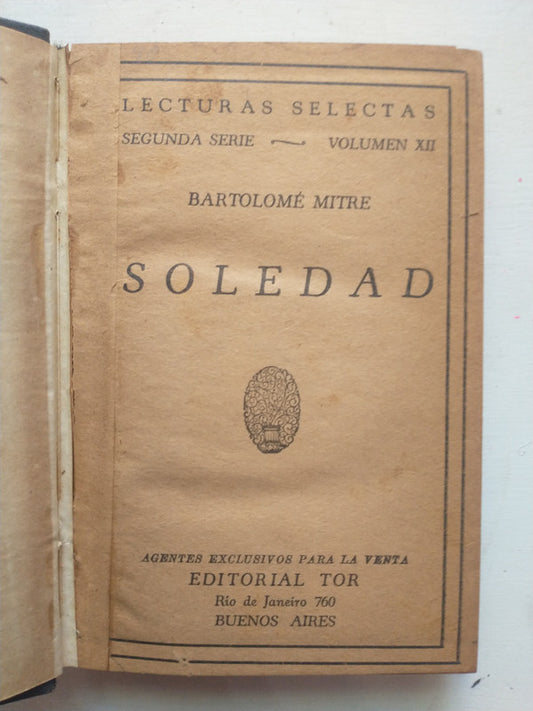 LECTURAS SELECTAS
SEGUNDA SERIE VOLUMEN XII
BARTOLOMÉ MITRE
SOLEDAD
AGENTES EXCLUSIVOS PARA LA VENTA
EDITORIAL TOR
Río de Janeiro 760
BUENOS AIRES